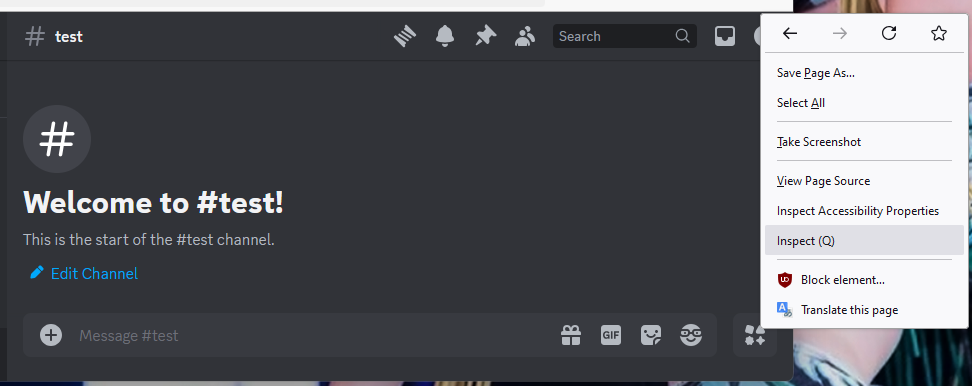 # test
Search
Welcome to #test!
This is the start of the #test channel.
Edit Channel
Message #test
GIF
Save Page As...
Select All
Take Screenshot
View Page Source
Inspect Accessibility Properties
Inspect (Q)
Block element...
Translate this page